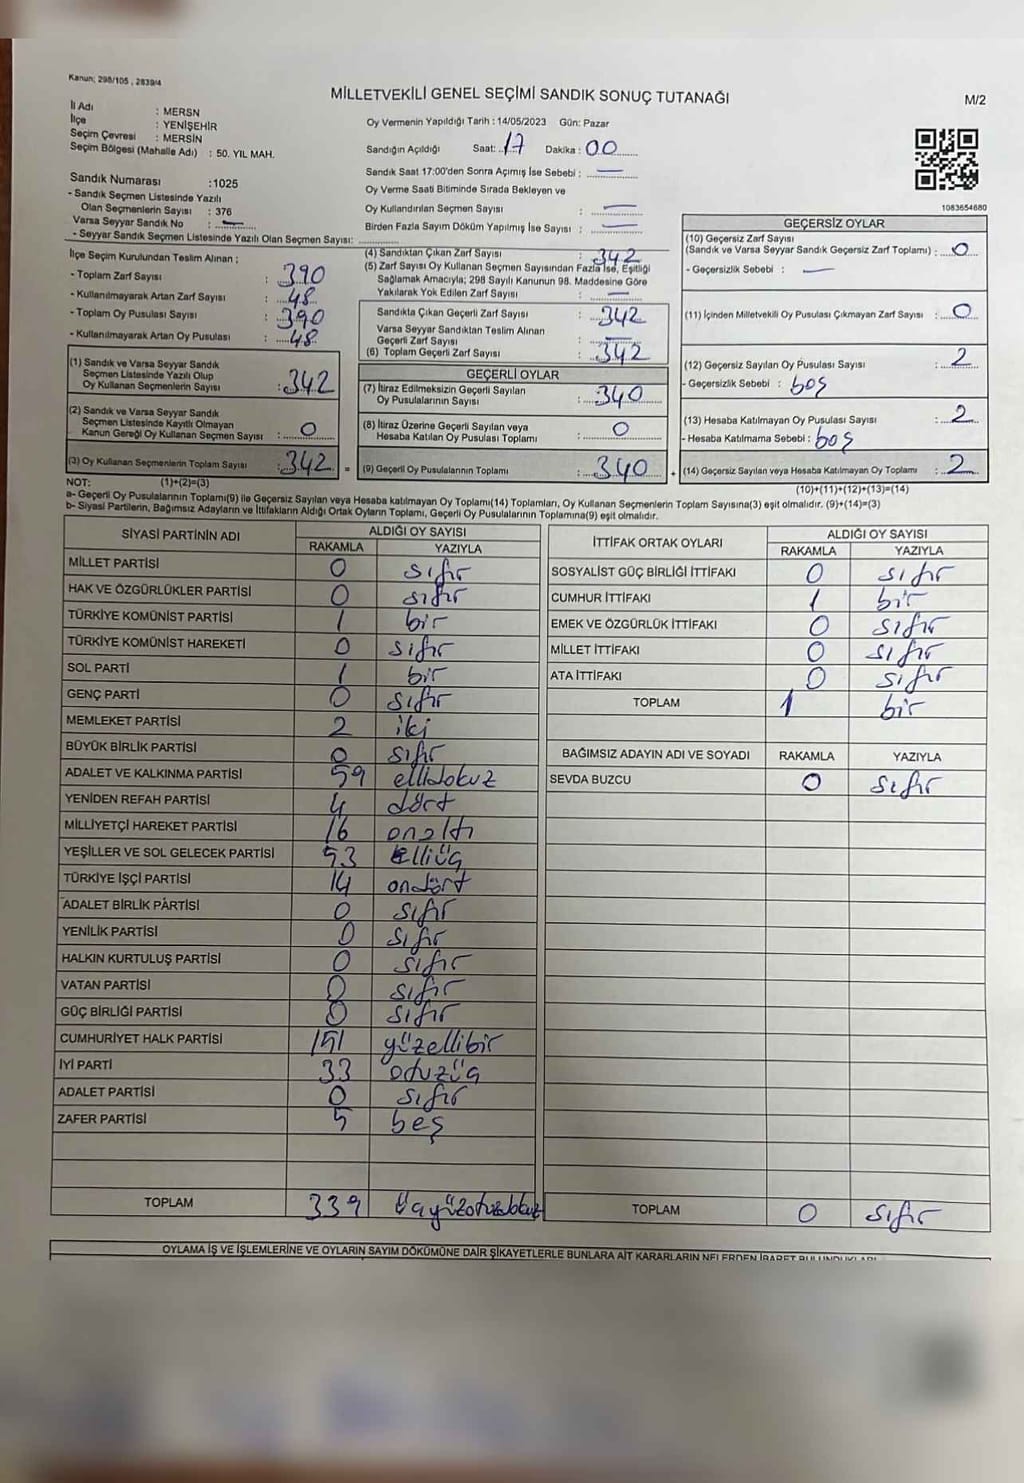 Kanun; 298/105 , 2839/4
MİLLETVEKİLİ GENEL SEÇİMİ SANDIK SONUÇ TUTANAĞI
M/2
İl Adı : MERSN
İlçe : YENİŞEHİR
Seçim Çevresi : MERSİN
Seçim Bölgesi (Mahalle Adı) : 50. YIL MAH.
Sandık Numarası :1025
- Sandık Seçmen Listesinde Yazılı
Olan Seçmenlerin Sayısı : 376
Varsa Seyyar Sandık No : —
- Seyyar Sandık Seçmen Listesinde Yazılı Olan Seçmen Sayısı:
İlçe Seçim Kurulundan Teslim Alınan ;
- Toplam Zarf Sayısı : 390
- Kullanılmayarak Artan Zarf Sayısı : 48
- Toplam Oy Pusulası Sayısı : 390
- Kullanılmayarak Artan Oy Pusulası : 48
(1) Sandık ve Varsa Seyyar Sandık
Seçmen Listesinde Yazılı Olup
Oy Kullanan Seçmenlerin Sayısı : 342
(2) Sandık ve Varsa Seyyar Sandık
Seçmen Listesinde Kayıtlı Olmayan
Kanun Gereği Oy Kullanan Seçmen Sayısı : 0
(3) Oy Kullanan Seçmenlerin Toplam Sayısı : 342 =
Oy Vermenin Yapıldığı Tarih : 14/05/2023 Gün: Pazar
Sandığın Açıldığı Saat: 17 Dakika : 00
Sandık Saat 17:00'den Sonra Açılmış İse Sebebi : —
Oy Verme Saati Bitiminde Sırada Bekleyen ve
Oy Kullandırılan Seçmen Sayısı : —
Birden Fazla Sayım Döküm Yapılmış İse Sayısı : —
(4) Sandıktan Çıkan Zarf Sayısı : 342
(5) Zarf Sayısı Oy Kullanan Seçmen Sayısından Fazla İse, Eşitliği
Sağlamak Amacıyla; 298 Sayılı Kanunun 98. Maddesine Göre
Yakılarak Yok Edilen Zarf Sayısı : —
Sandıkta Çıkan Geçerli Zarf Sayısı : 342
Varsa Seyyar Sandıktan Teslim Alınan
Geçerli Zarf Sayısı : —
(6) Toplam Geçerli Zarf Sayısı : 342
GEÇERLİ OYLAR
(7) İtiraz Edilmeksizin Geçerli Sayılan
Oy Pusulalarının Sayısı : 340
(8) İtiraz Üzerine Geçerli Sayılan veya
Hesaba Katılan Oy Pusulası Toplamı : 0
(9) Geçerli Oy Pusulalarının Toplamı : 340 +
1083654680
GEÇERSİZ OYLAR
(10) Geçersiz Zarf Sayısı
(Sandık ve Varsa Seyyar Sandık Geçersiz Zarf Toplamı) : 0
- Geçersizlik Sebebi : —
(11) İçinden Milletvekili Oy Pusulası Çıkmayan Zarf Sayısı : 0
(12) Geçersiz Sayılan Oy Pusulası Sayısı : 2
- Geçersizlik Sebebi : boş
(13) Hesaba Katılmayan Oy Pusulası Sayısı : 2
- Hesaba Katılmama Sebebi : boş
(14) Geçersiz Sayılan veya Hesaba Katılmayan Oy Toplamı : 2
NOT: (1)+(2)=(3)
(10)+(11)+(12)+(13)=(14)
a- Geçerli Oy Pusulalarının Toplamı(9) ile Geçersiz Sayılan veya Hesaba katılmayan Oy Toplamı(14) Toplamları, Oy Kullanan Seçmenlerin Toplam Sayısına(3) eşit olmalıdır. (9)+(14)=(3)
b- Siyasi Partilerin, Bağımsız Adayların ve İttifakların Aldığı Ortak Oyların Toplamı, Geçerli Oy Pusulalarının Toplamına(9) eşit olmalıdır.
SİYASİ PARTİNİN ADI ALDIĞI OY SAYISI
RAKAMLA YAZIYLA
MİLLET PARTİSİ 0 sıfır
HAK VE ÖZGÜRLÜKLER PARTİSİ 0 sıfır
TÜRKİYE KOMÜNİST PARTİSİ 1 bir
TÜRKİYE KOMÜNİST HAREKETİ 0 sıfır
SOL PARTİ 1 bir
GENÇ PARTİ 0 sıfır
MEMLEKET PARTİSİ 2 iki
BÜYÜK BİRLİK PARTİSİ 0 sıfır
ADALET VE KALKINMA PARTİSİ 59 ellidokuz
YENİDEN REFAH PARTİSİ 4 dört
MİLLİYETÇİ HAREKET PARTİSİ 16 onaltı
YEŞİLLER VE SOL GELECEK PARTİSİ 53 elliüç
TÜRKİYE İŞÇİ PARTİSİ 14 ondört
ADALET BİRLİK PARTİSİ 0 sıfır
YENİLİK PARTİSİ 0 sıfır
HALKIN KURTULUŞ PARTİSİ 0 sıfır
VATAN PARTİSİ 0 sıfır
GÜÇ BİRLİĞİ PARTİSİ 0 sıfır
CUMHURİYET HALK PARTİSİ 151 yüzellibir
İYİ PARTİ 33 otuzüç
ADALET PARTİSİ 0 sıfır
ZAFER PARTİSİ 5 beş
TOPLAM 339 üçyüzotuzdokuz
İTTİFAK ORTAK OYLARI ALDIĞI OY SAYISI
RAKAMLA YAZIYLA
SOSYALİST GÜÇ BİRLİĞİ İTTİFAKI 0 sıfır
CUMHUR İTTİFAKI 1 bir
EMEK VE ÖZGÜRLÜK İTTİFAKI 0 sıfır
MİLLET İTTİFAKI 0 sıfır
ATA İTTİFAKI 0 sıfır
TOPLAM 1 bir
BAĞIMSIZ ADAYIN ADI VE SOYADI RAKAMLA YAZIYLA
SEVDA BUZCU 0 sıfır
TOPLAM 0 sıfır
OYLAMA İŞ VE İŞLEMLERİNE VE OYLARIN SAYIM DÖKÜMÜNE DAİR ŞİKAYETLERLE BUNLARA AİT KARARLARIN NELERDEN İBARET BULUNDUKLARI